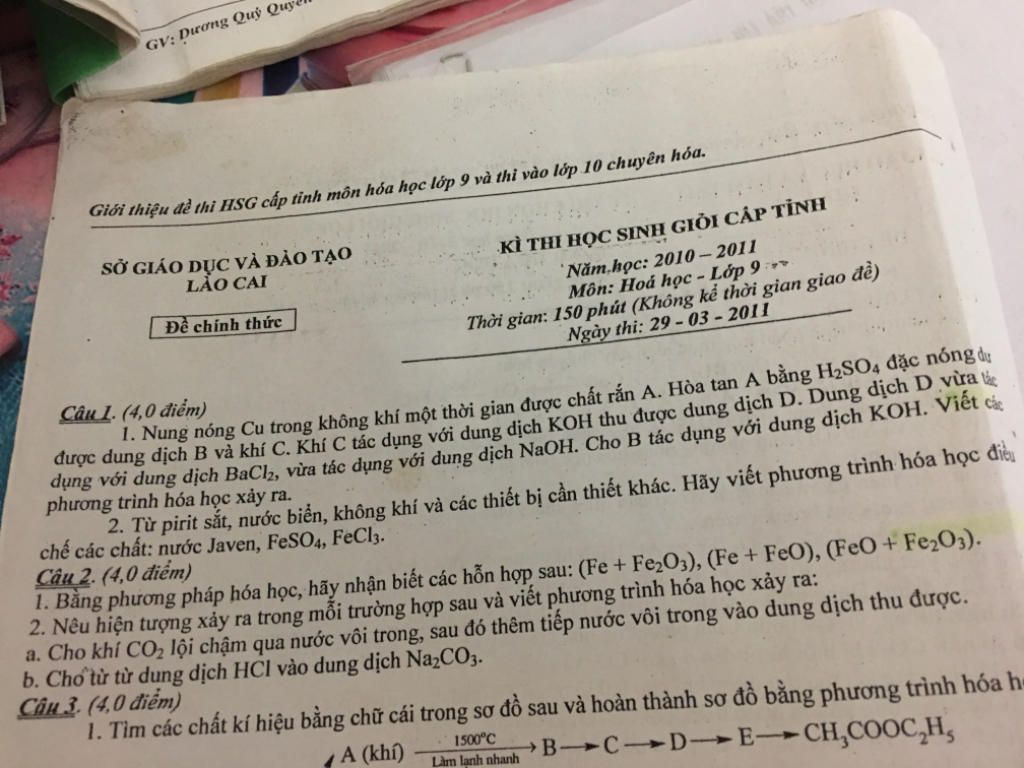 GV: Dương Quỳ
Giới thiệu đề thi HSG cấp tỉnh môn hóa học lớp 9 và thi vào lớp 10 chuyên hóa.
SỞ GIÁO DỤC VÀ ĐÀO TẠO
LÀO CAI
Đề chính thức
KÌ THI HỌC SINH GIỎI CẤP TỈNH
Năm học: 2010 – 2011
Môn: Hoá học - Lớp 9
Thời gian: 150 phút (Không kể thời gian giao đề)
Ngày thi: 29 - 03 - 2011
Câu 1. (4,0 điểm)
1. Nung nóng Cu trong không khí một thời gian được chất rắn A. Hòa tan A bằng H₂SO₄ đặc nóng dư
được dung dịch B và khí C. Khí C tác dụng với dung dịch KOH thu được dung dịch D. Dung dịch D vừa tác
dụng với dung dịch BaCl₂, vừa tác dụng với dung dịch NaOH. Cho B tác dụng với dung dịch KOH. Viết các
phương trình hóa học xảy ra.
2. Từ pirit sắt, nước biển, không khí và các thiết bị cần thiết khác. Hãy viết phương trình hóa học điều
chế các chất: nước Javen, FeSO₄, FeCl₃.
Câu 2. (4,0 điểm)
1. Bằng phương pháp hóa học, hãy nhận biết các hỗn hợp sau: (Fe + Fe₂O₃), (Fe + FeO), (FeO + Fe₂O₃).
2. Nêu hiện tượng xảy ra trong mỗi trường hợp sau và viết phương trình hóa học xảy ra:
a. Cho khí CO₂ lội chậm qua nước vôi trong, sau đó thêm tiếp nước vôi trong vào dung dịch thu được.
b. Cho từ từ dung dịch HCl vào dung dịch Na₂CO₃.
Câu 3. (4,0 điểm)
1. Tìm các chất kí hiệu bằng chữ cái trong sơ đồ sau và hoàn thành sơ đồ bằng phương trình hóa
A (khí) 1500°C Làm lạnh nhanh → B → C → D → E → CH₃COOC₂H₅